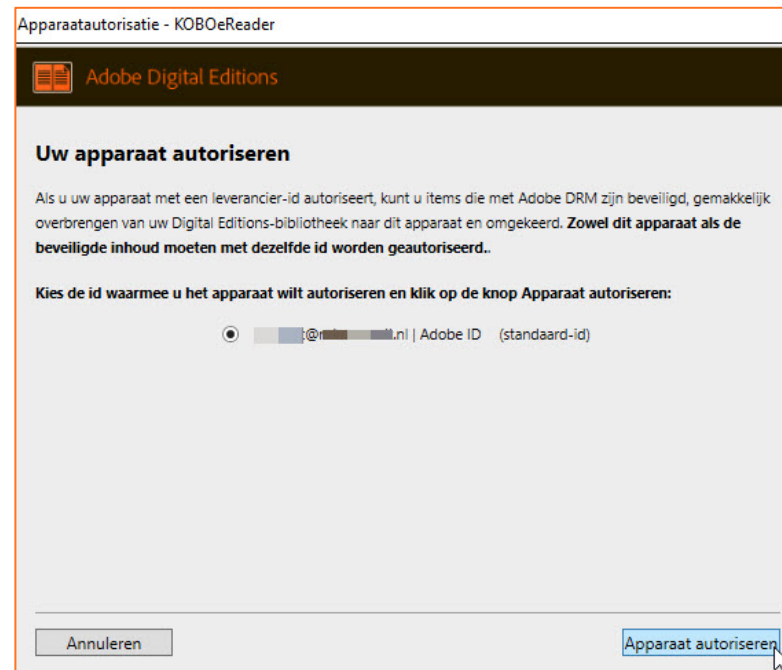 Apparaatautorisatie - KOBOeReader
Adobe Digital Editions
Uw apparaat autoriseren
Als u uw apparaat met een leverancier-id autoriseert, kunt u items die met Adobe DRM zijn beveiligd, gemakkelijk
overbrengen van uw Digital Editions-bibliotheek naar dit apparaat en omgekeerd. Zowel dit apparaat als de
beveiligde inhoud moeten met dezelfde id worden geautoriseerd..
Kies de id waarmee u het apparaat wilt autoriseren en klik op de knop Apparaat autoriseren:
.nl | Adobe ID (standaard-id)
Annuleren
Apparaat autoriseren